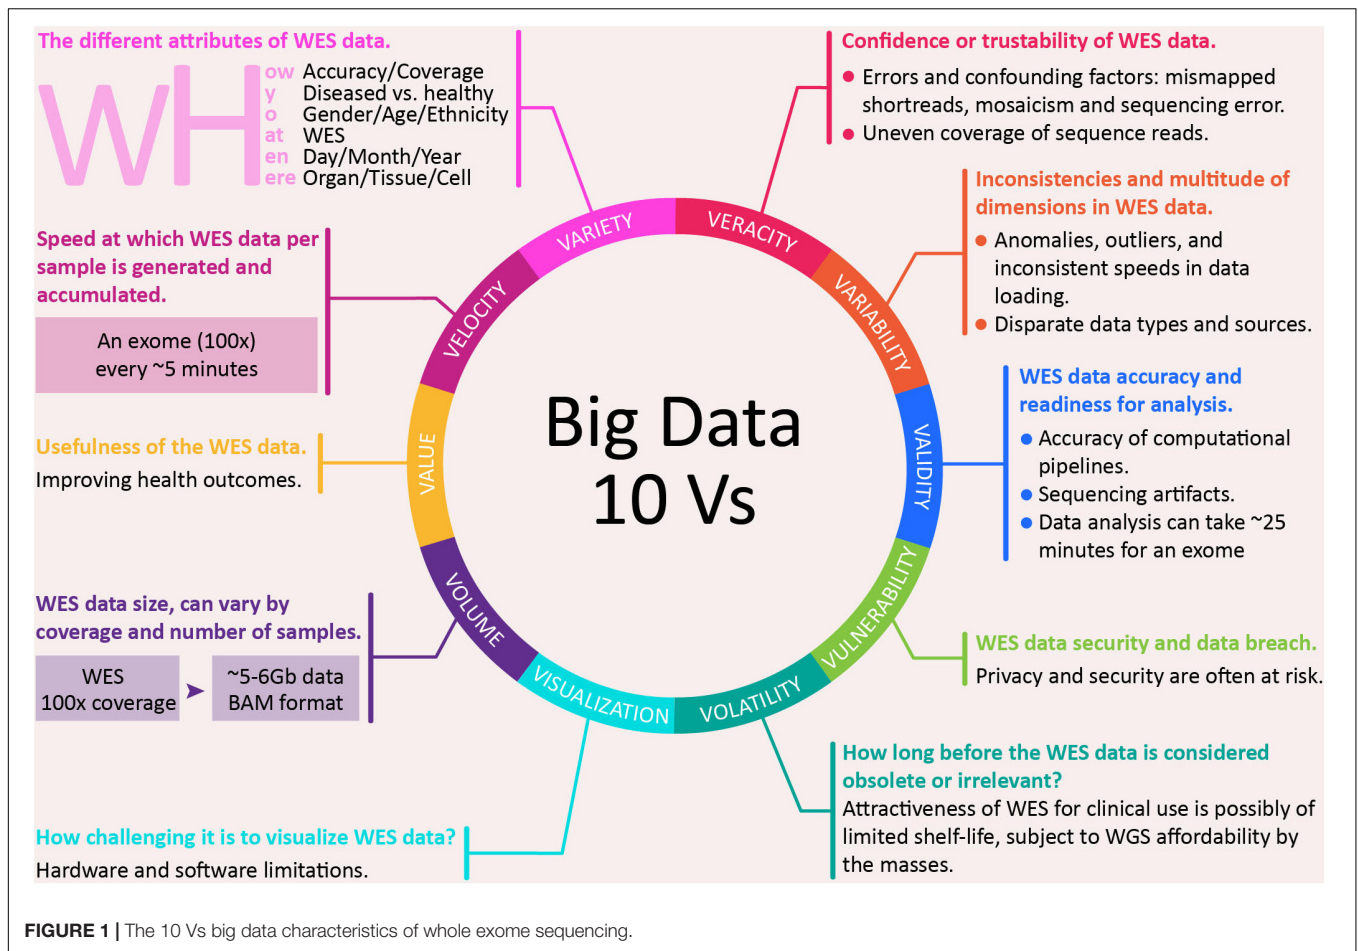 The different attributes of WES data.
WH
ow Accuracy/Coverage
y Diseased vs. healthy
o Gender/Age/Ethnicity
at WES
en Day/Month/Year
ere Organ/Tissue/Cell
Confidence or trustability of WES data.
● Errors and confounding factors: mismapped
shortreads, mosaicism and sequencing error.
● Uneven coverage of sequence reads.
Inconsistencies and multitude of
dimensions in WES data.
● Anomalies, outliers, and
inconsistent speeds in data
loading.
● Disparate data types and sources.
Speed at which WES data per
sample is generated and
accumulated.
An exome (100x)
every ~5 minutes
WES data accuracy and
readiness for analysis.
● Accuracy of computational
pipelines.
● Sequencing artifacts.
● Data analysis can take ~25
minutes for an exome
Usefulness of the WES data.
Improving health outcomes.
VARIETY
VERACITY
VARIABILITY
VALIDITY
VULNERABILITY
VOLATILITY
VISUALIZATION
VOLUME
VALUE
VELOCITY
Big Data
10 Vs
WES data size, can vary by
coverage and number of samples.
WES
100x coverage
~5-6Gb data
BAM format
WES data security and data breach.
Privacy and security are often at risk.
How long before the WES data is considered
obsolete or irrelevant?
Attractiveness of WES for clinical use is possibly of
limited shelf-life, subject to WGS affordability by
the masses.
How challenging it is to visualize WES data?
Hardware and software limitations.
FIGURE 1 | The 10 Vs big data characteristics of whole exome sequencing.